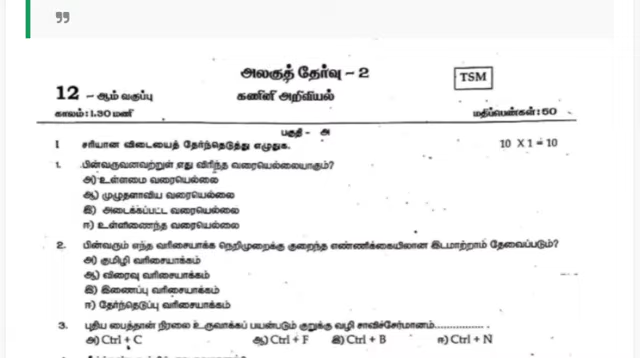 அலகுத் தேர்வு – 2
TSM
12 – ஆம் வகுப்பு
கணினி அறிவியல்
காலம்:1.30 மணி
மதிப்பெண்கள்:50
பகுதி - அ
I சரியான விடையைத் தேர்ந்தெடுத்து எழுதுக.
10 X 1 = 10
1. பின்வருவனவற்றுள் எது விரிந்த வரையெல்லையாகும்?
அ) உள்ளமை வரையெல்லை
ஆ) முழுதளாவிய வரையெல்லை
இ) அடைக்கப்பட்ட வரையெல்லை
ஈ) உள்ளிணைந்த வரையெல்லை
2. பின்வரும் எந்த வரிசையாக்க நெறிமுறைக்கு குறைந்த எண்ணிக்கையிலான இடமாற்றாம் தேவைப்படும்?
அ) குமிழி வரிசையாக்கம்
ஆ) விரைவு வரிசையாக்கம்
இ) இணைப்பு வரிசையாக்கம்
ஈ) தேர்ந்தெடுப்பு வரிசையாக்கம்
3. புதிய பைத்தான் நிரலை உருவாக்கப் பயன்படும் குறுக்கு வழி சாவிச்சேர்மானம்................
அ) Ctrl + C ஆ) Ctrl + F இ) Ctrl + B ஈ) Ctrl + N